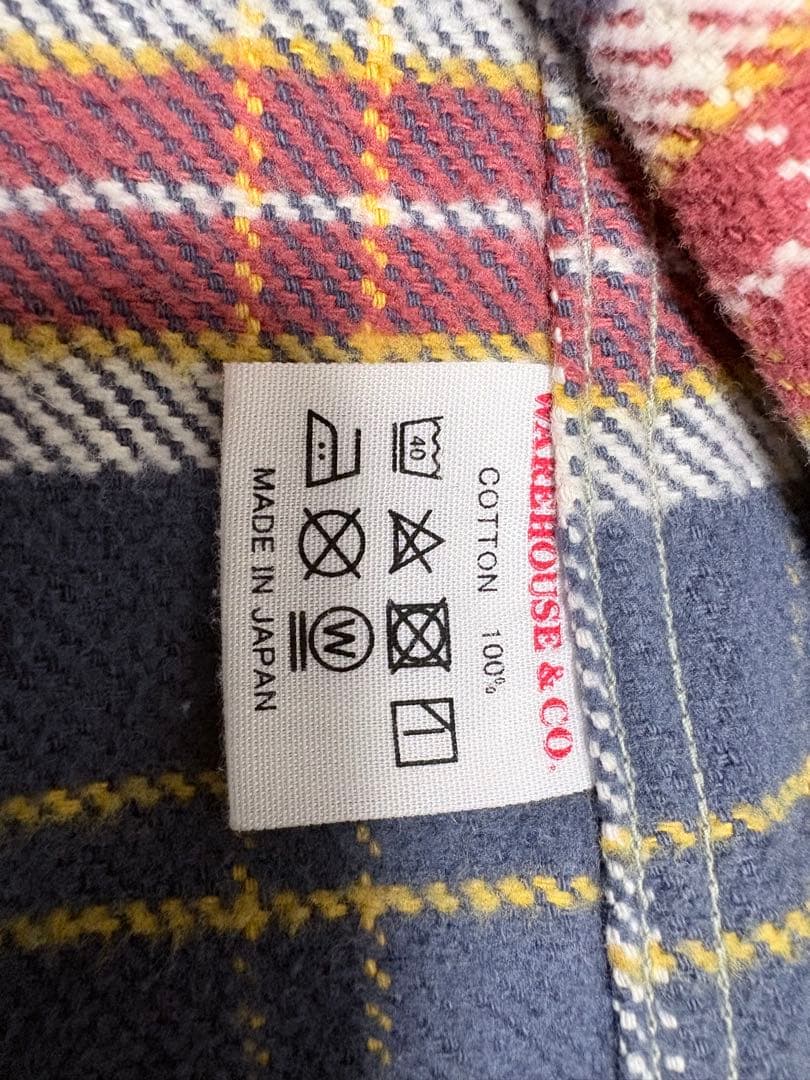 WAREHOUSE & CO.
COTTON 100%
40
W
MADE IN JAPAN